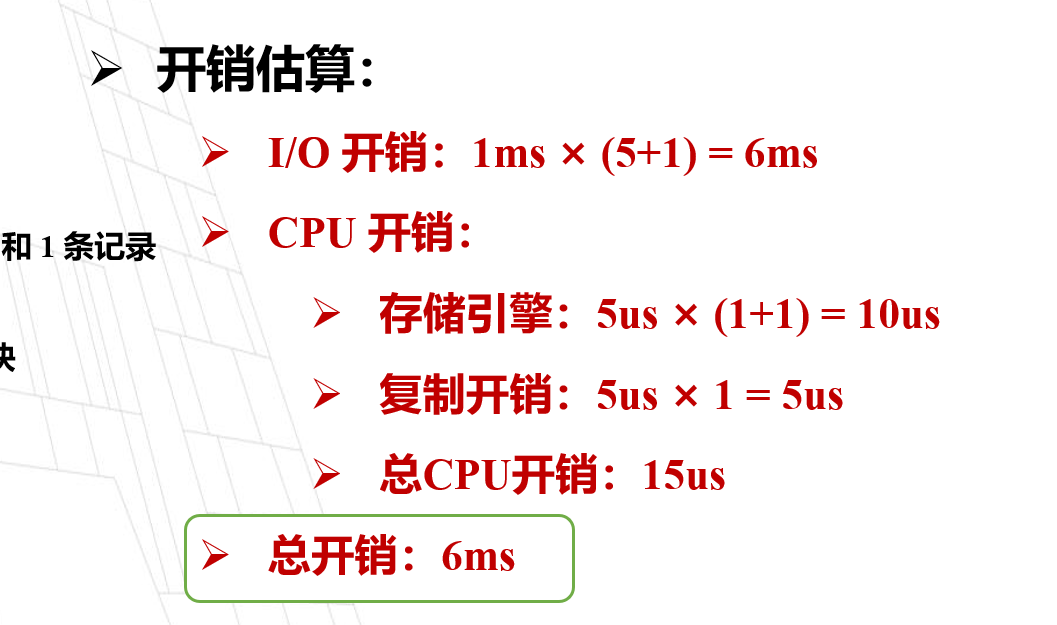 开销估算：
I/O 开销：1ms × (5+1) = 6ms
CPU 开销：
和 1 条记录
存储引擎：5us × (1+1) = 10us
块
复制开销：5us × 1 = 5us
总CPU开销：15us
总开销：6ms